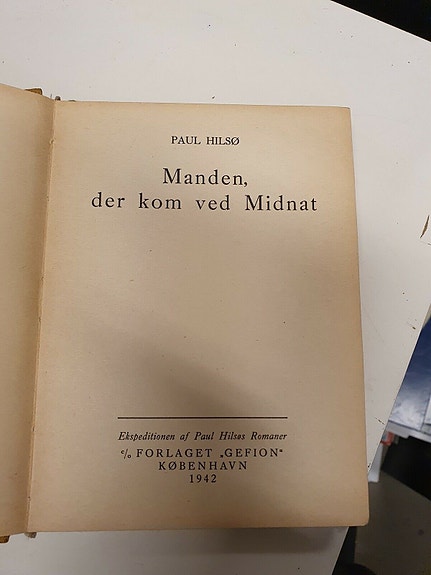 PAUL HILSØ
Manden,
der kom ved Midnat
Ekspeditionen af Paul Hilsøs Romaner
c/o FORLAGET „GEFION“
KØBENHAVN
1942